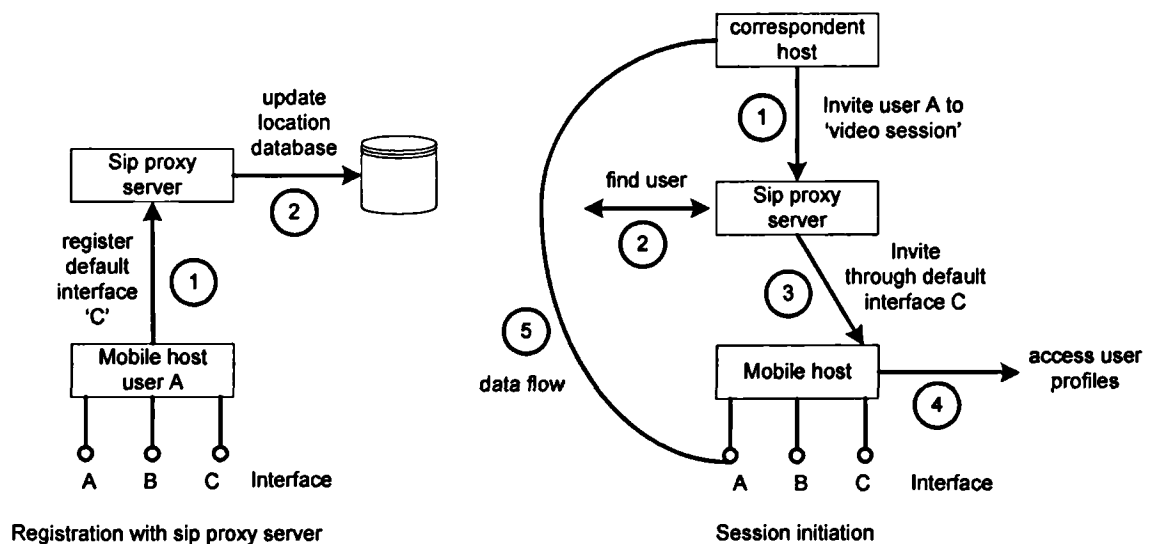 update
location
database
Sip proxy
server
2
register
default
interface
'C'
1
Mobile host
user A
A B C Interface
Registration with sip proxy server
correspondent
host
1
Invite user A to
'video session'
find user
2
Sip proxy
server
Invite
through default
interface C
3
5
data flow
Mobile host
access user
profiles
4
A B C Interface
Session initiation